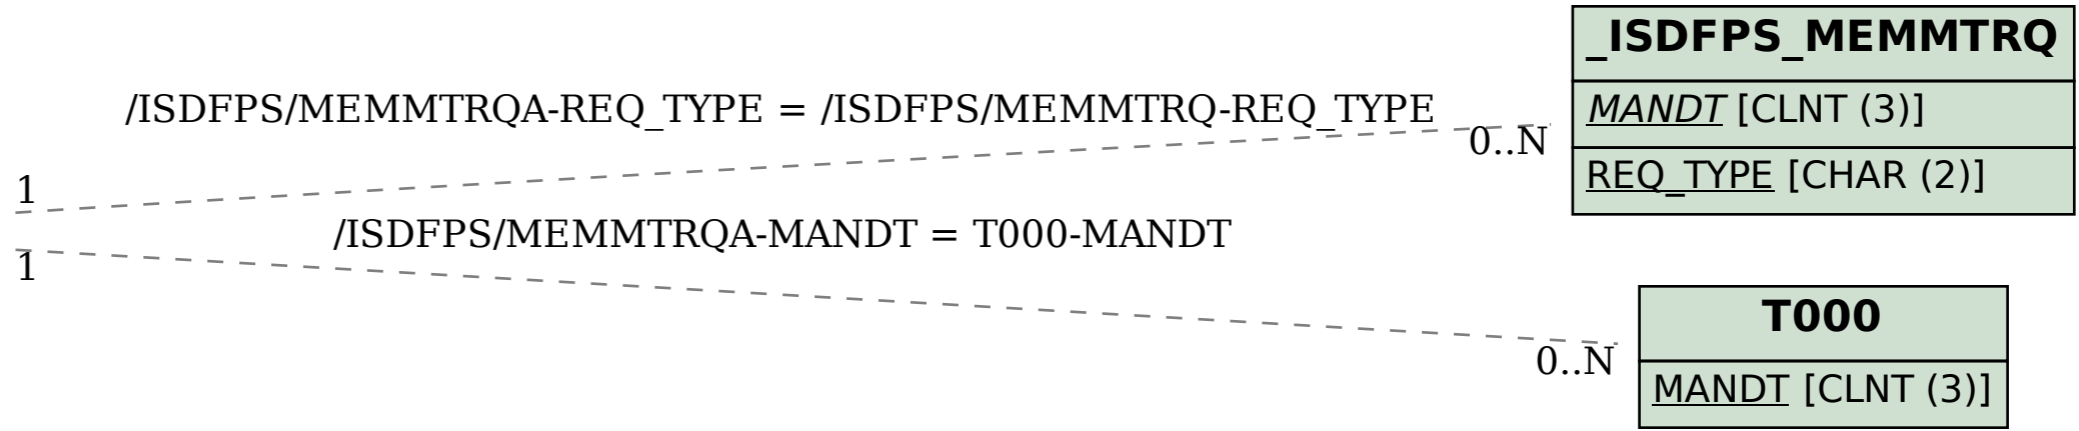 _ISDFPS_MEMMTRQ
MANDT [CLNT (3)]
REQ_TYPE [CHAR (2)]
/ISDFPS/MEMMTRQA-REQ_TYPE = /ISDFPS/MEMMTRQ-REQ_TYPE
0..N
1
/ISDFPS/MEMMTRQA-MANDT = T000-MANDT
1
0..N
T000
MANDT [CLNT (3)]